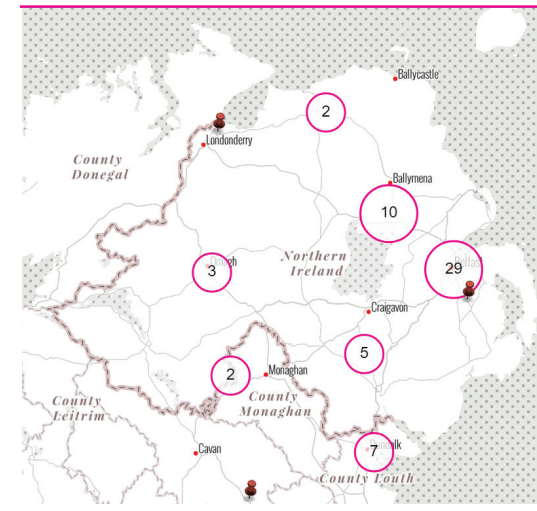 Ballycastle
2
Londonderry
County
Donegal
Ballymena
10
Northern
Ireland
3
29
Craigavon
5
2
Monaghan
County
Monaghan
County
Leitrim
Cavan
7
County Louth